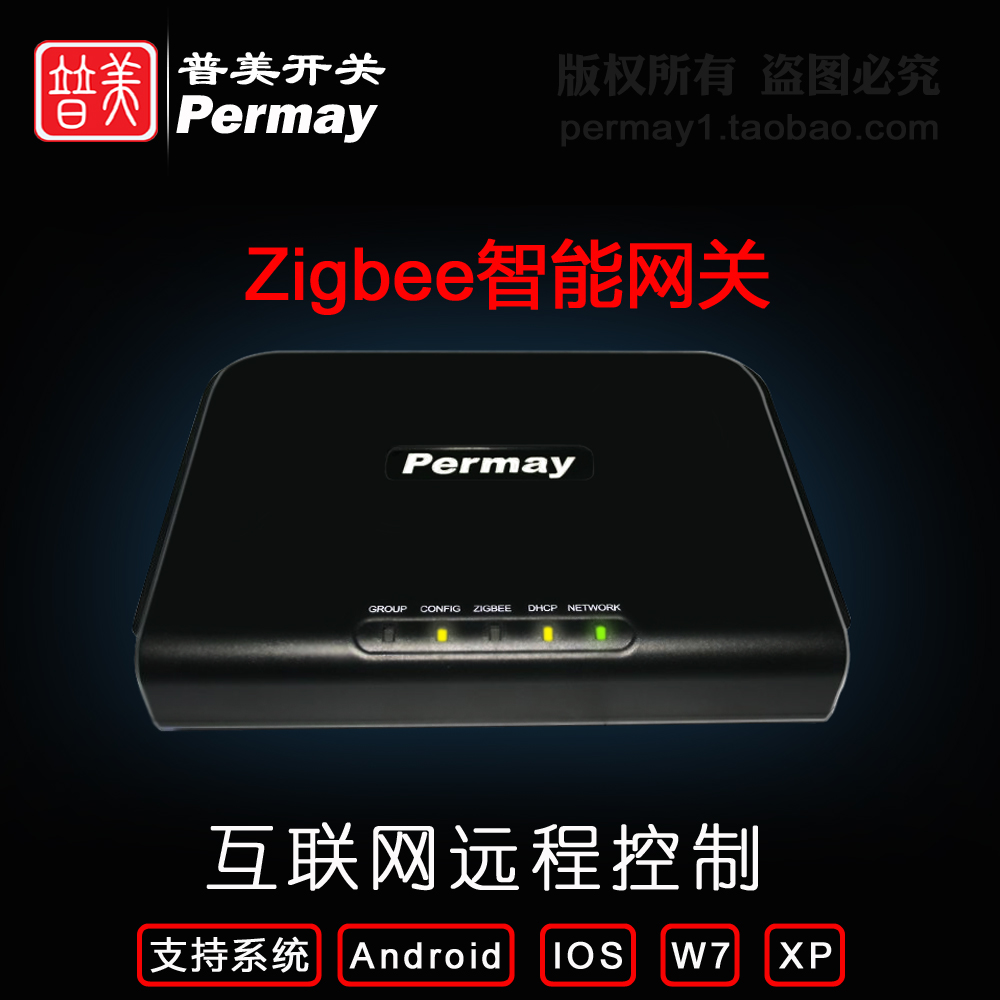 普美
普美开关
Permay
版权所有 盗图必究
permay1.taobao.com
Zigbee智能网关
Permay
GROUP CONFIG ZIGBEE DHCP NETWORK
互联网远程控制
支持系统 Android IOS W7 XP